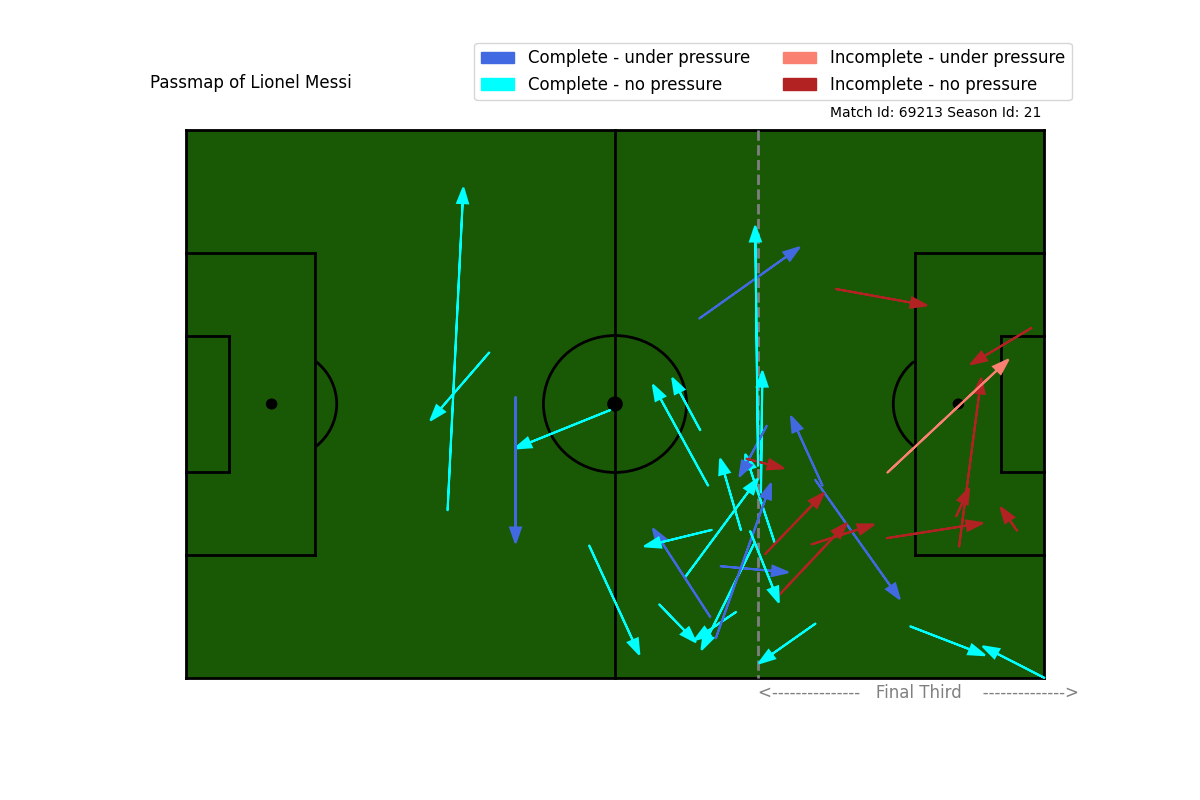 Passmap of Lionel Messi
Complete - under pressure
Complete - no pressure
Incomplete - under pressure
Incomplete - no pressure
Match Id: 69213 Season Id: 21
<--------------- Final Third -------------->